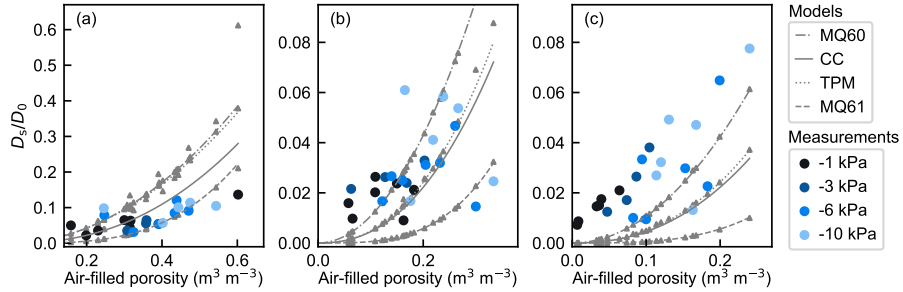 (a)
(b)
(c)
Models
MQ60
CC
TPM
MQ61
Measurements
-1 kPa
-3 kPa
-6 kPa
-10 kPa
Ds/D0
0.6
0.5
0.4
0.3
0.2
0.1
0.0
0.2
0.4
0.6
Air-filled porosity (m³ m⁻³)
0.08
0.06
0.04
0.02
0.00
0.0
0.2
Air-filled porosity (m³ m⁻³)
0.08
0.06
0.04
0.02
0.00
0.0
0.1
0.2
Air-filled porosity (m³ m⁻³)